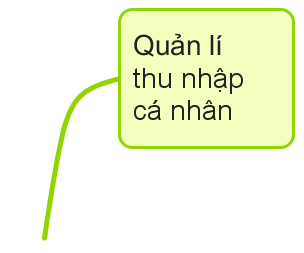 Quản lí
thu nhập
cá nhân